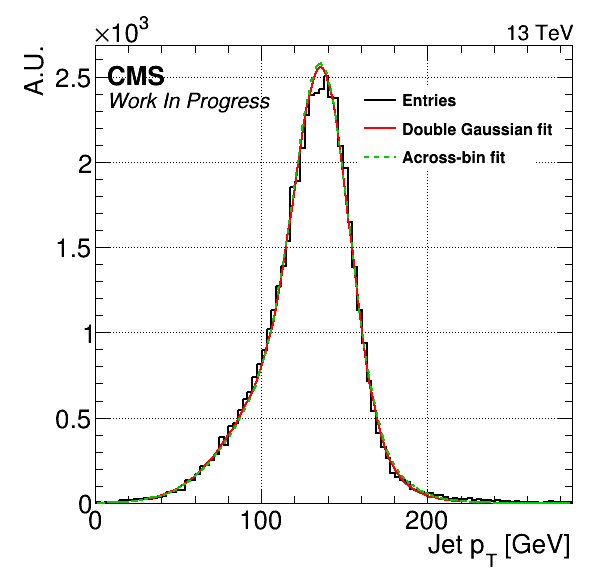 ×10³
13 TeV
A.U.
CMS
Work In Progress
Entries
Double Gaussian fit
Across-bin fit
2.5
2
1.5
1
0.5
0
0 100 200
Jet p_T [GeV]